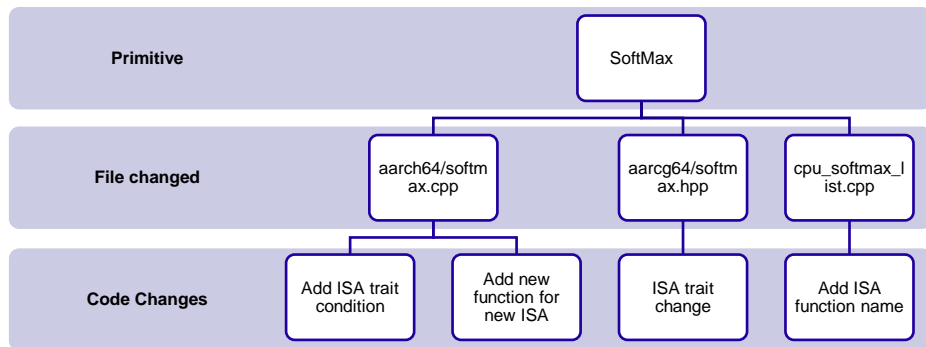 Primitive
SoftMax
File changed
aarch64/softm
ax.cpp
aarcg64/softm
ax.hpp
cpu_softmax_l
ist.cpp
Code Changes
Add ISA trait
condition
Add new
function for
new ISA
ISA trait
change
Add ISA
function name